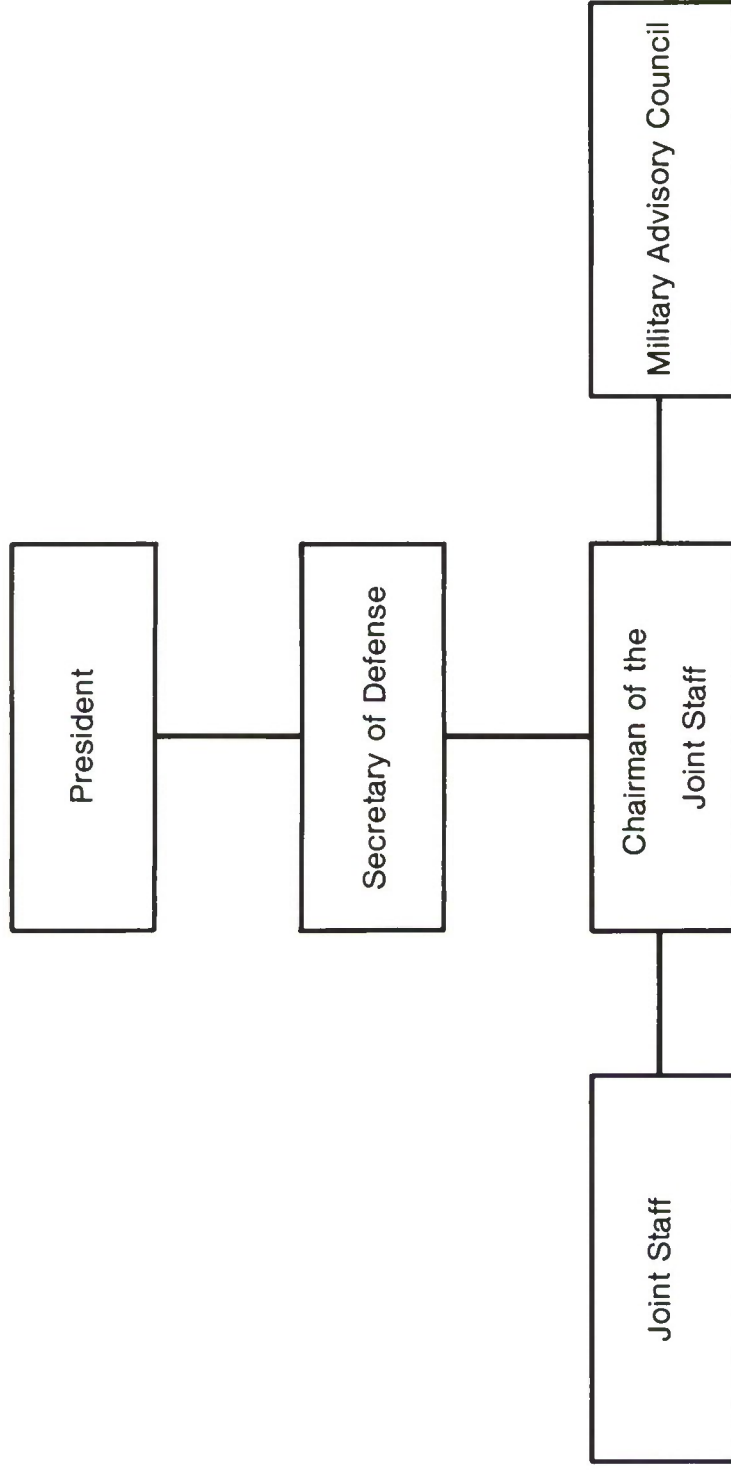 President
Secretary of Defense
Joint Staff
Chairman of the
Joint Staff
Military Advisory Council